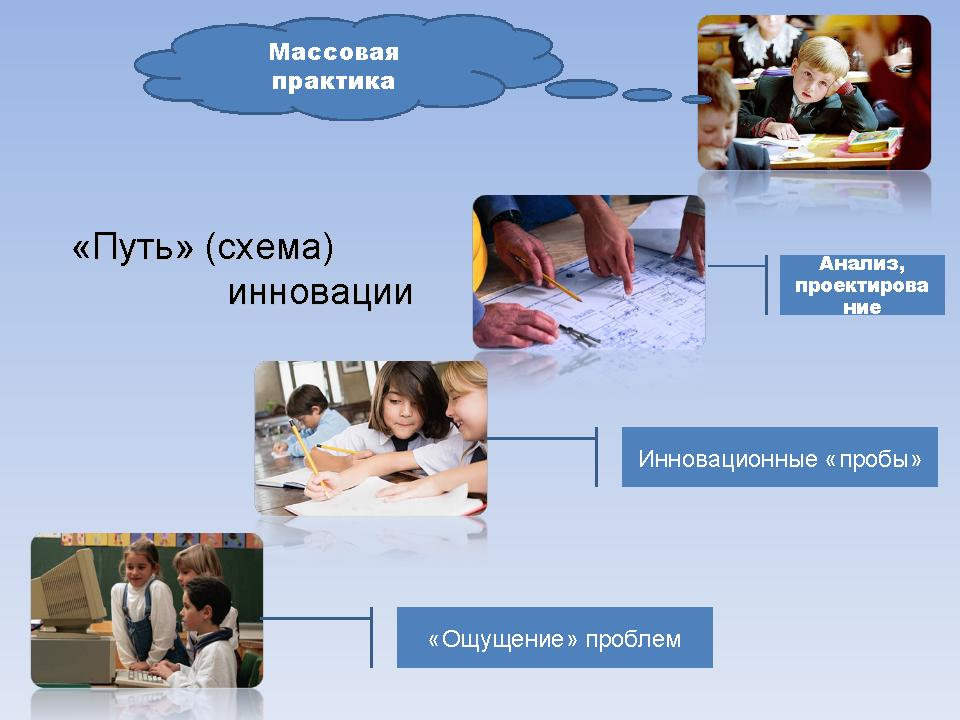 Массовая
практика
«Путь» (схема)
инновации
Анализ,
проектирова
ние
Инновационные «пробы»
«Ощущение» проблем